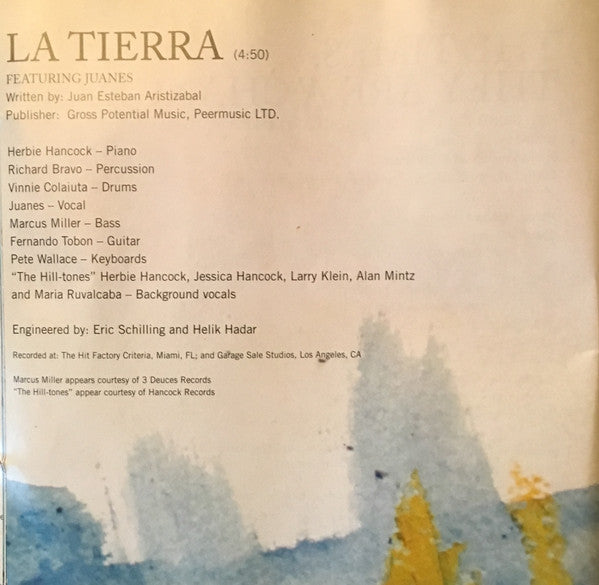 LA TIERRA (4:50)
FEATURING JUANES
Written by: Juan Esteban Aristizabal
Publisher: Gross Potential Music, Peermusic LTD.
Herbie Hancock – Piano
Richard Bravo – Percussion
Vinnie Colaiuta – Drums
Juanes – Vocal
Marcus Miller – Bass
Fernando Tobon – Guitar
Pete Wallace – Keyboards
"The Hill-tones" Herbie Hancock, Jessica Hancock, Larry Klein, Alan Mintz
and Maria Ruvalcaba – Background vocals
Engineered by: Eric Schilling and Helik Hadar
Recorded at: The Hit Factory Criteria, Miami, FL; and Garage Sale Studios, Los Angeles, CA
Marcus Miller appears courtesy of 3 Deuces Records
"The Hill-tones" appear courtesy of Hancock Records